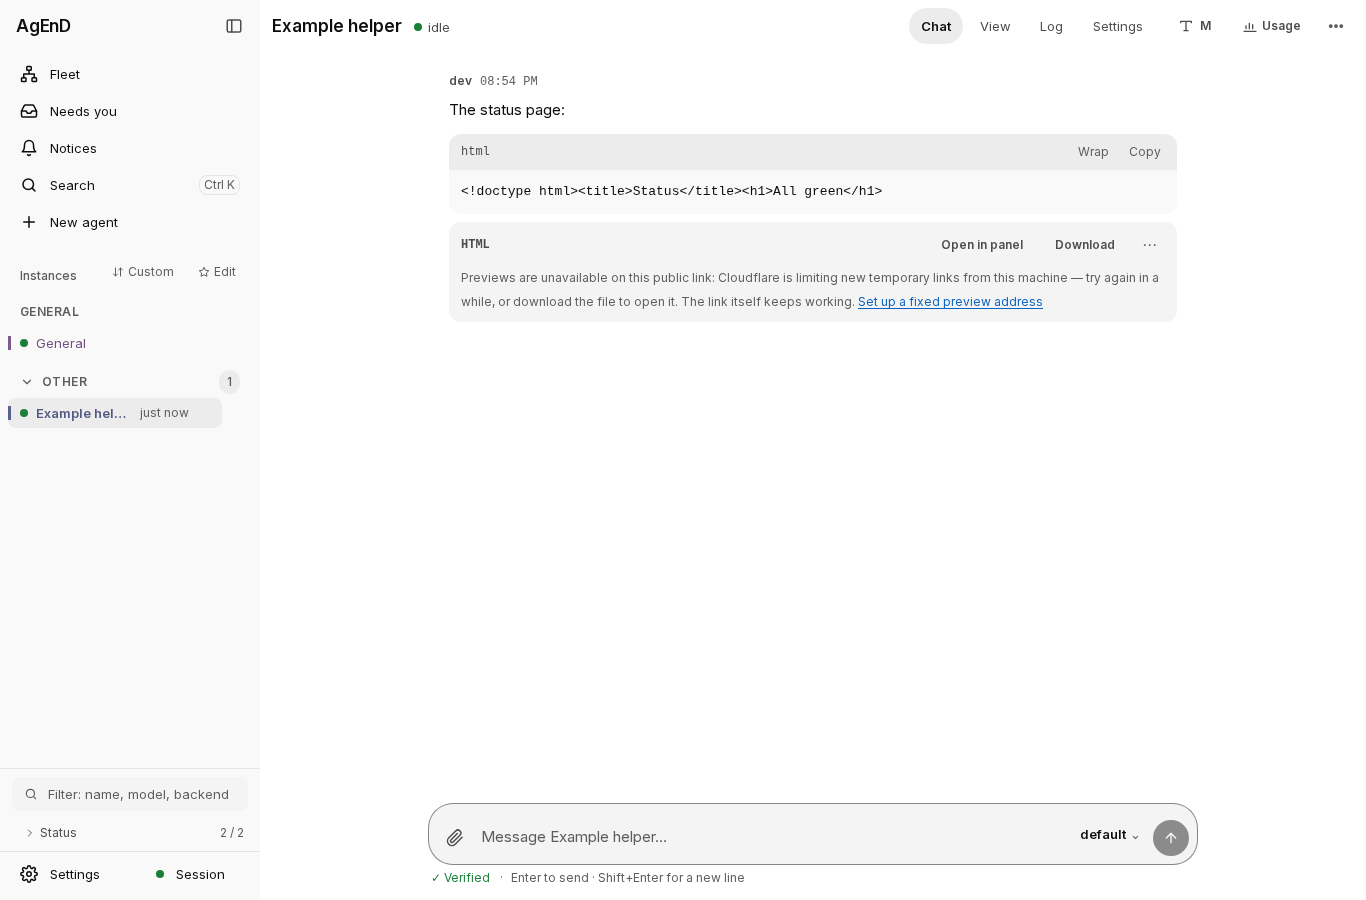 AgEnD
Fleet
Needs you
Notices
Search Ctrl K
New agent
Instances Custom Edit
GENERAL
General
OTHER 1
Example hel... just now
Filter: name, model, backend
Status 2 / 2
Settings Session
Example helper idle
Chat View Log Settings M Usage
dev 08:54 PM
The status page:
html Wrap Copy
<!doctype html><title>Status</title><h1>All green</h1>
HTML Open in panel Download
Previews are unavailable on this public link: Cloudflare is limiting new temporary links from this machine — try again in a
while, or download the file to open it. The link itself keeps working. Set up a fixed preview address
Message Example helper...
default
✓ Verified · Enter to send · Shift+Enter for a new line